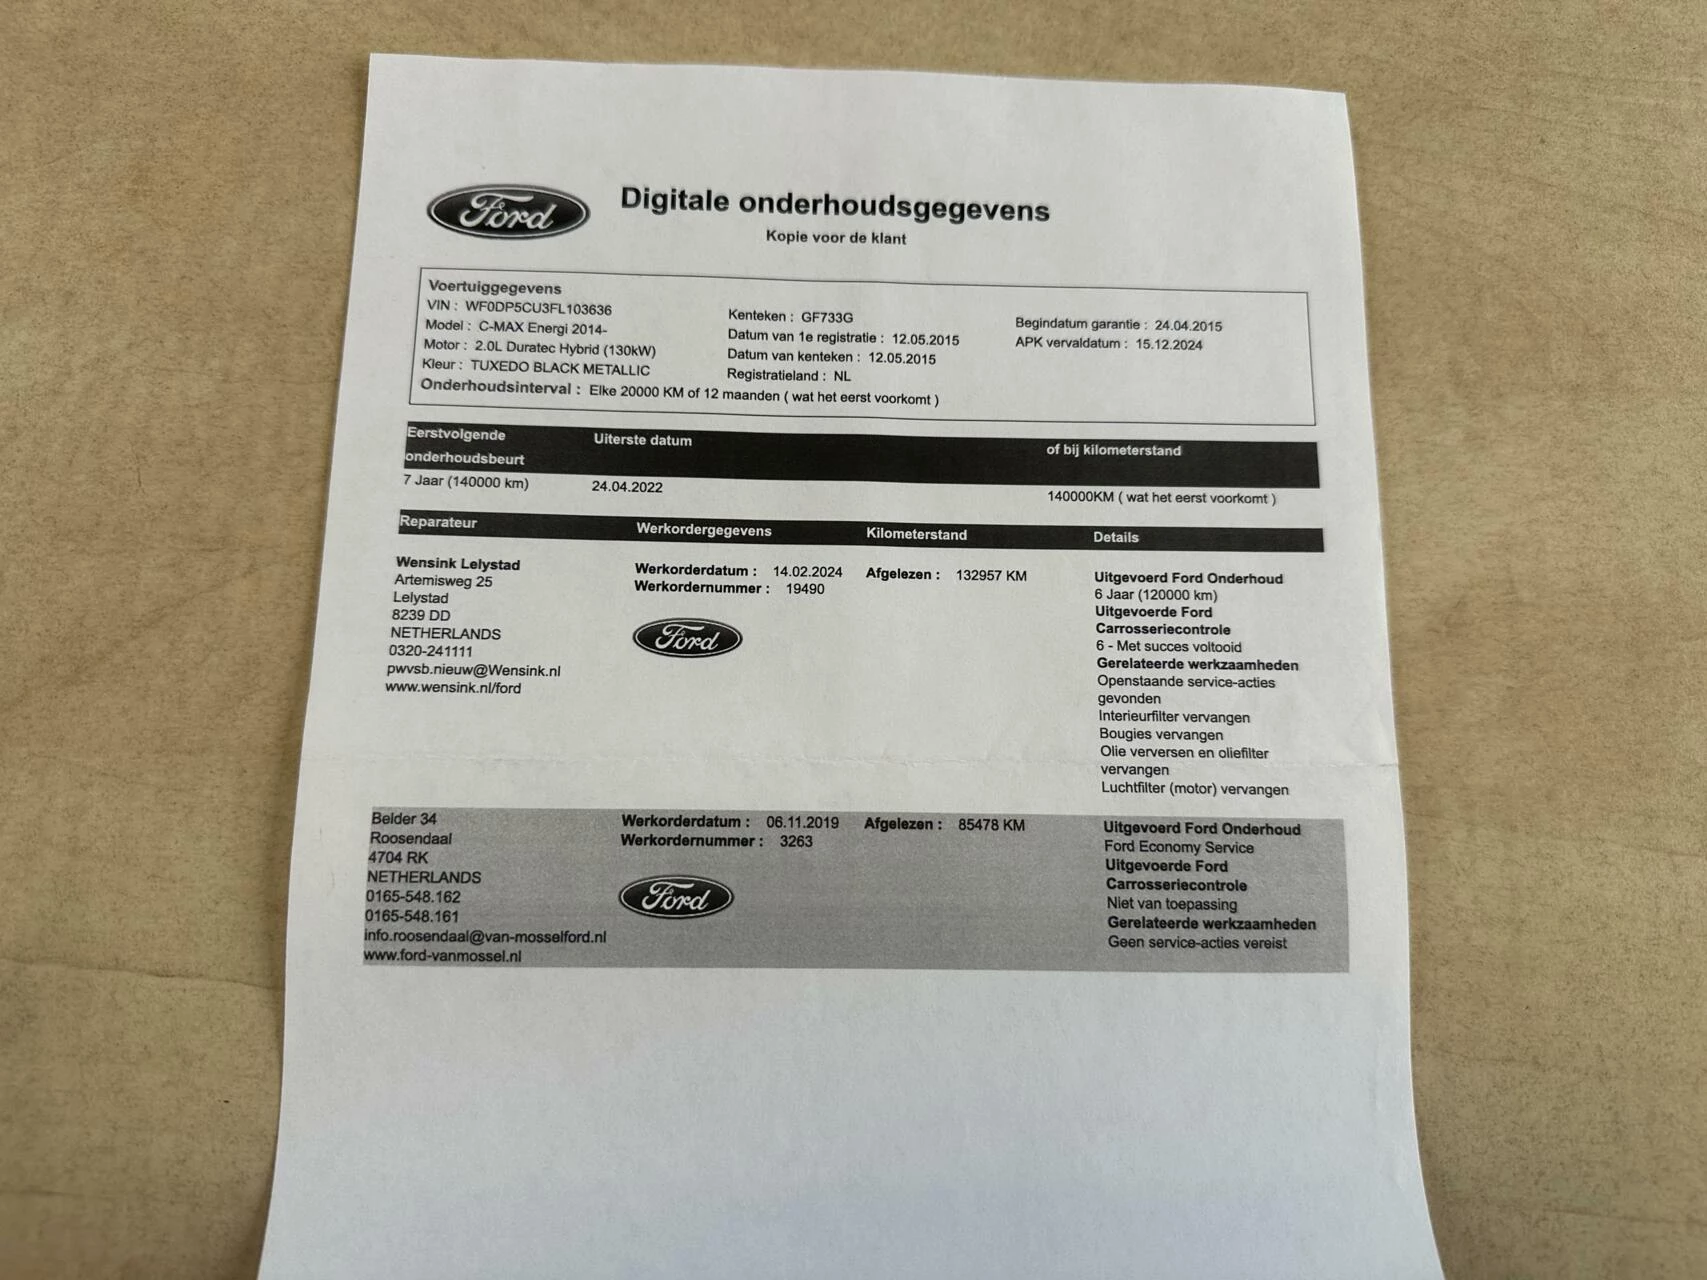 Ford
Digitale onderhoudsgegevens
Kopie voor de klant
Voertuiggegevens
VIN : WF0DP5CU3FL103636
Model : C-MAX Energi 2014-
Motor : 2.0L Duratec Hybrid (130kW)
Kleur : TUXEDO BLACK METALLIC
Onderhoudsinterval : Elke 20000 KM of 12 maanden ( wat het eerst voorkomt )
Kenteken : GF733G
Datum van 1e registratie : 12.05.2015
Datum van kenteken : 12.05.2015
Registratieland : NL
Begindatum garantie : 24.04.2015
APK vervaldatum : 15.12.2024
Eerstvolgende
onderhoudsbeurt
Uiterste datum
of bij kilometerstand
7 Jaar (140000 km)
24.04.2022
140000KM ( wat het eerst voorkomt )
Reparateur
Werkordergegevens
Kilometerstand
Details
Wensink Lelystad
Artemisweg 25
Lelystad
8239 DD
NETHERLANDS
0320-241111
pwvsb.nieuw@Wensink.nl
www.wensink.nl/ford
Werkorderdatum : 14.02.2024
Werkordernummer : 19490
Ford
Afgelezen : 132957 KM
Uitgevoerd Ford Onderhoud
6 Jaar (120000 km)
Uitgevoerde Ford
Carrosseriecontrole
6 - Met succes voltooid
Gerelateerde werkzaamheden
Openstaande service-acties
gevonden
Interieurfilter vervangen
Bougies vervangen
Olie verversen en oliefilter
vervangen
Luchtfilter (motor) vervangen
Belder 34
Roosendaal
4704 RK
NETHERLANDS
0165-548.162
0165-548.161
info.roosendaal@van-mosselford.nl
www.ford-vanmossel.nl
Werkorderdatum : 06.11.2019
Werkordernummer : 3263
Ford
Afgelezen : 85478 KM
Uitgevoerd Ford Onderhoud
Ford Economy Service
Uitgevoerde Ford
Carrosseriecontrole
Niet van toepassing
Gerelateerde werkzaamheden
Geen service-acties vereist